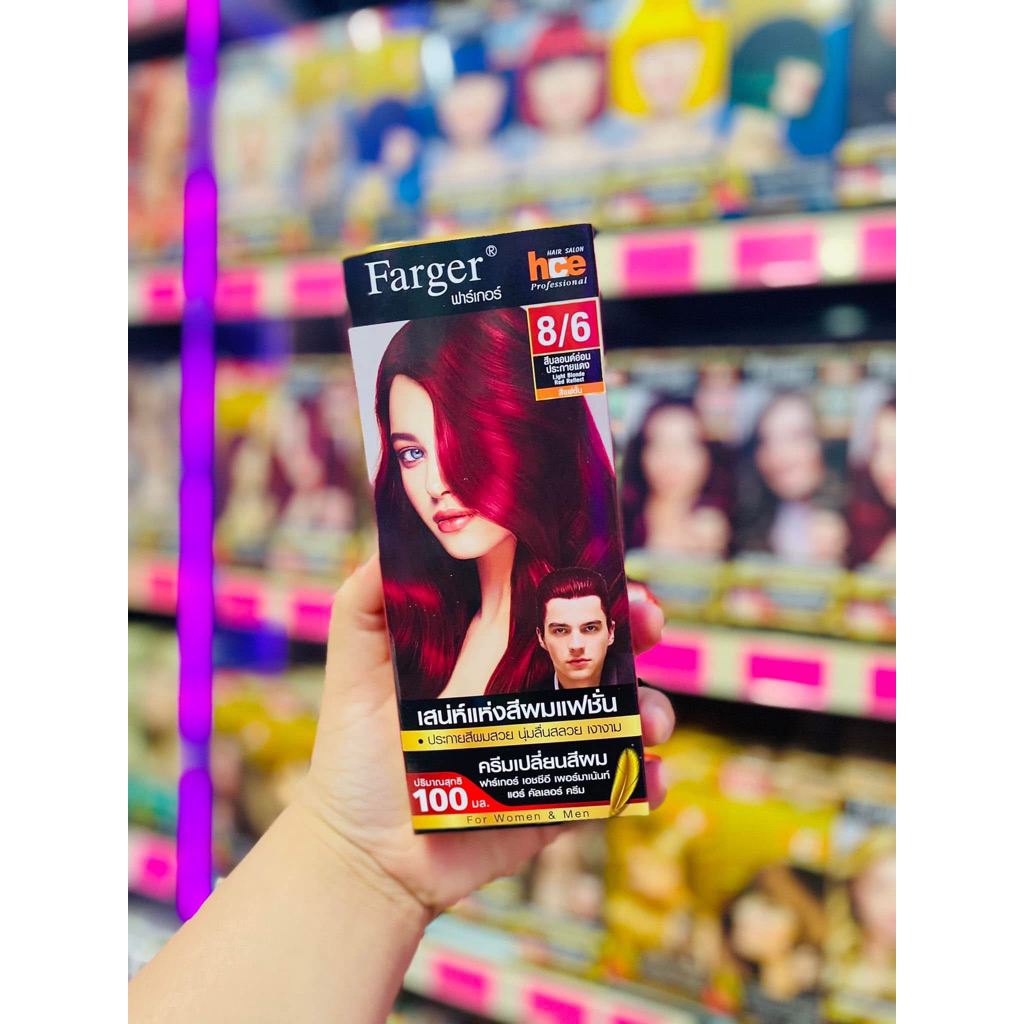 Farger®
ฟาร์เกอร์
HAIR SALON
hce
Professional
8/6
สีบลอนด์อ่อน
ประกายแดง
Light Blonde
Red Reflect
สีแฟชั่น
เสน่ห์แห่งสีผมแฟชั่น
• ประกายสีผมสวย นุ่มลื่นสลวย เงางาม
ครีมเปลี่ยนสีผม
ฟาร์เกอร์ เอชซีอี เพอร์มาเน้นท์
แฮร์ คัลเลอร์ ครีม
ปริมาณสุทธิ
100 มล.
For Women & Men